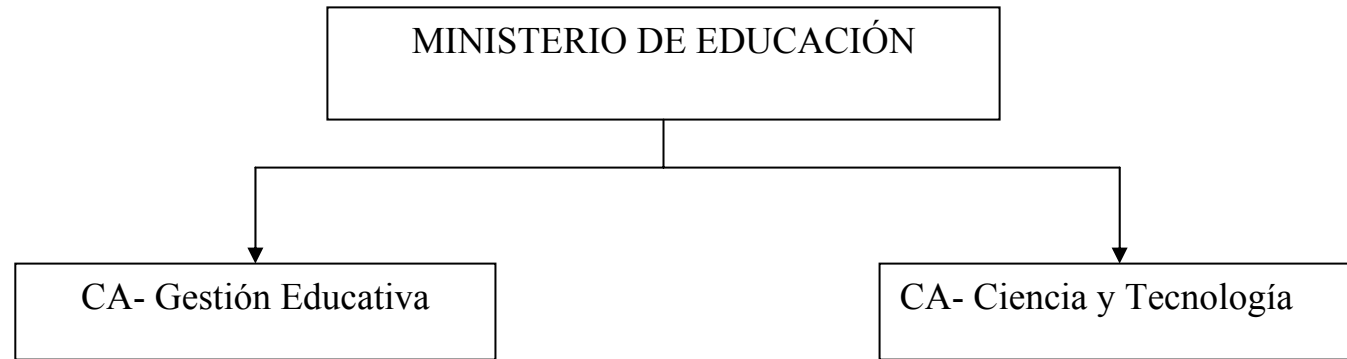 MINISTERIO DE EDUCACIÓN
CA- Gestión Educativa
CA- Ciencia y Tecnología